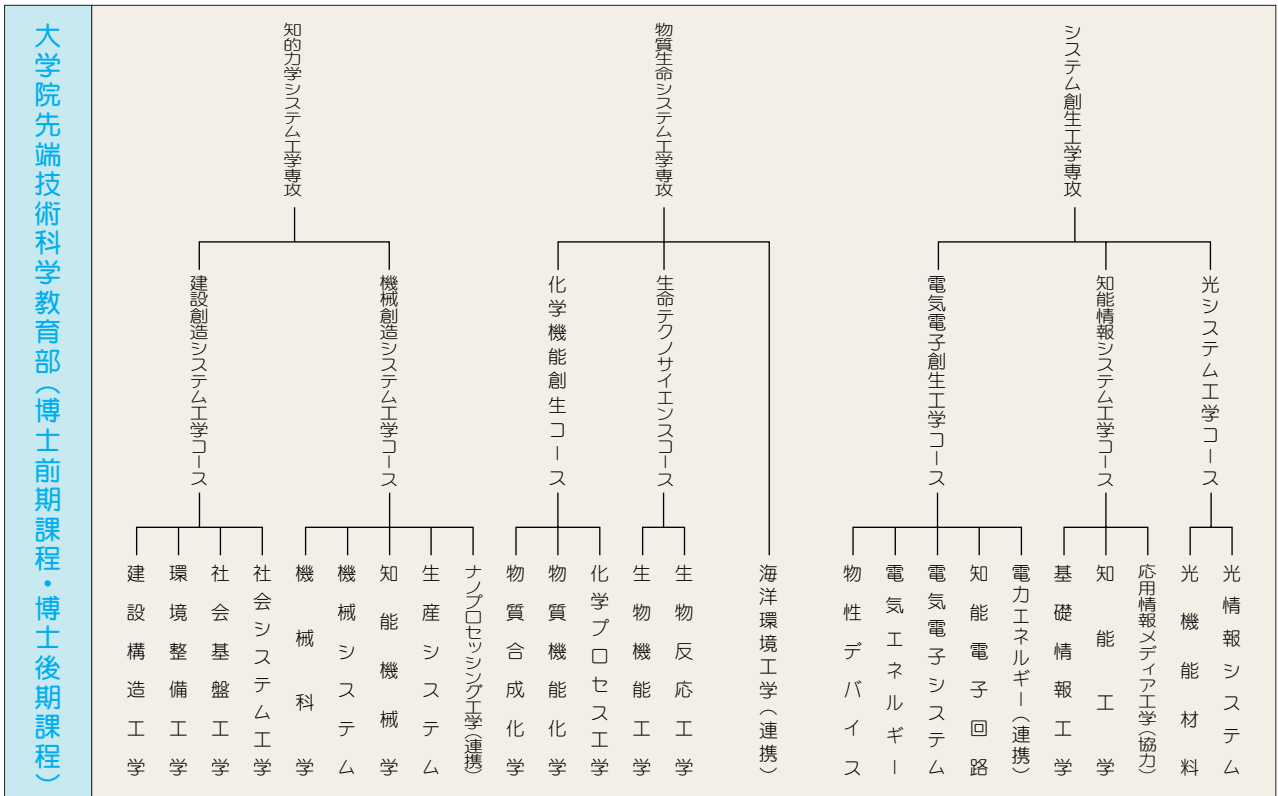 大学院先端技術科学教育部(博士前期課程・博士後期課程)
知的力学システム工学専攻
建設創造システム工学コース
建設構造工学
環境整備工学
社会基盤工学
社会システム工学
機械創造システム工学コース
機械科学
機械システム
知能機械学
生産システム
ナノプロセッシング工学(連携)
物質生命システム工学専攻
化学機能創生コース
物質合成化学
物質機能化学
化学プロセス工学
生命テクノサイエンスコース
生物機能工学
生物反応工学
海洋環境工学(連携)
システム創生工学専攻
電気電子創生工学コース
物性デバイス
電気エネルギー
電気電子システム
知能電子回路
電力エネルギー(連携)
知能情報システム工学コース
基礎情報工学
知能工学
応用情報メディア工学(協力)
光システム工学コース
光機能材料
光情報システム